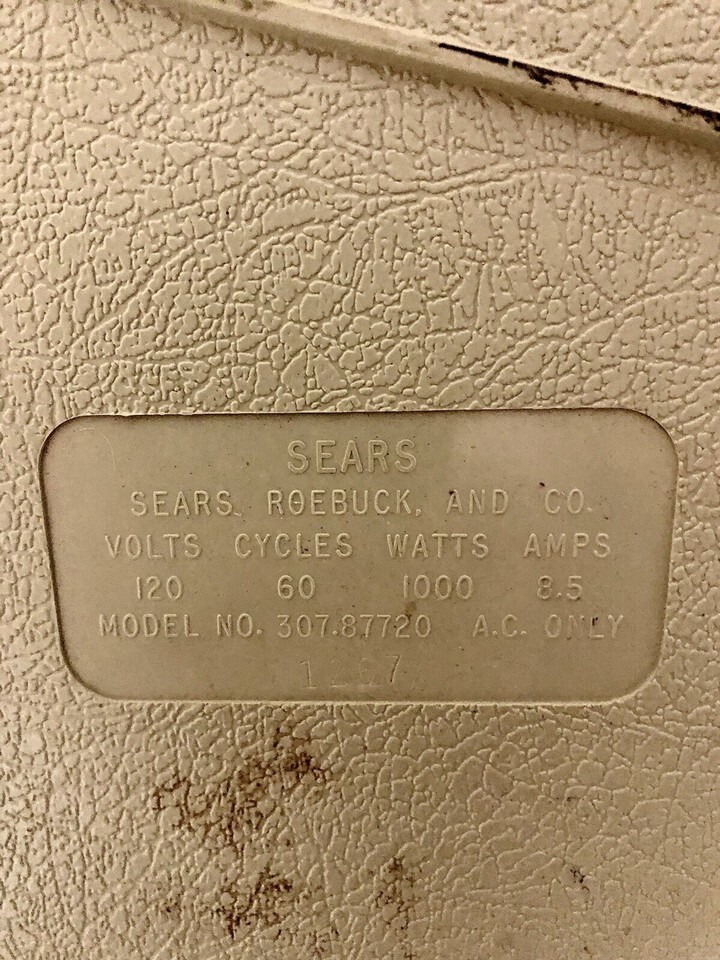 SEARS
SEARS, ROEBUCK, AND CO.
VOLTS CYCLES WATTS AMPS
120 60 1000 8.5
MODEL NO. 307.87720 A.C. ONLY